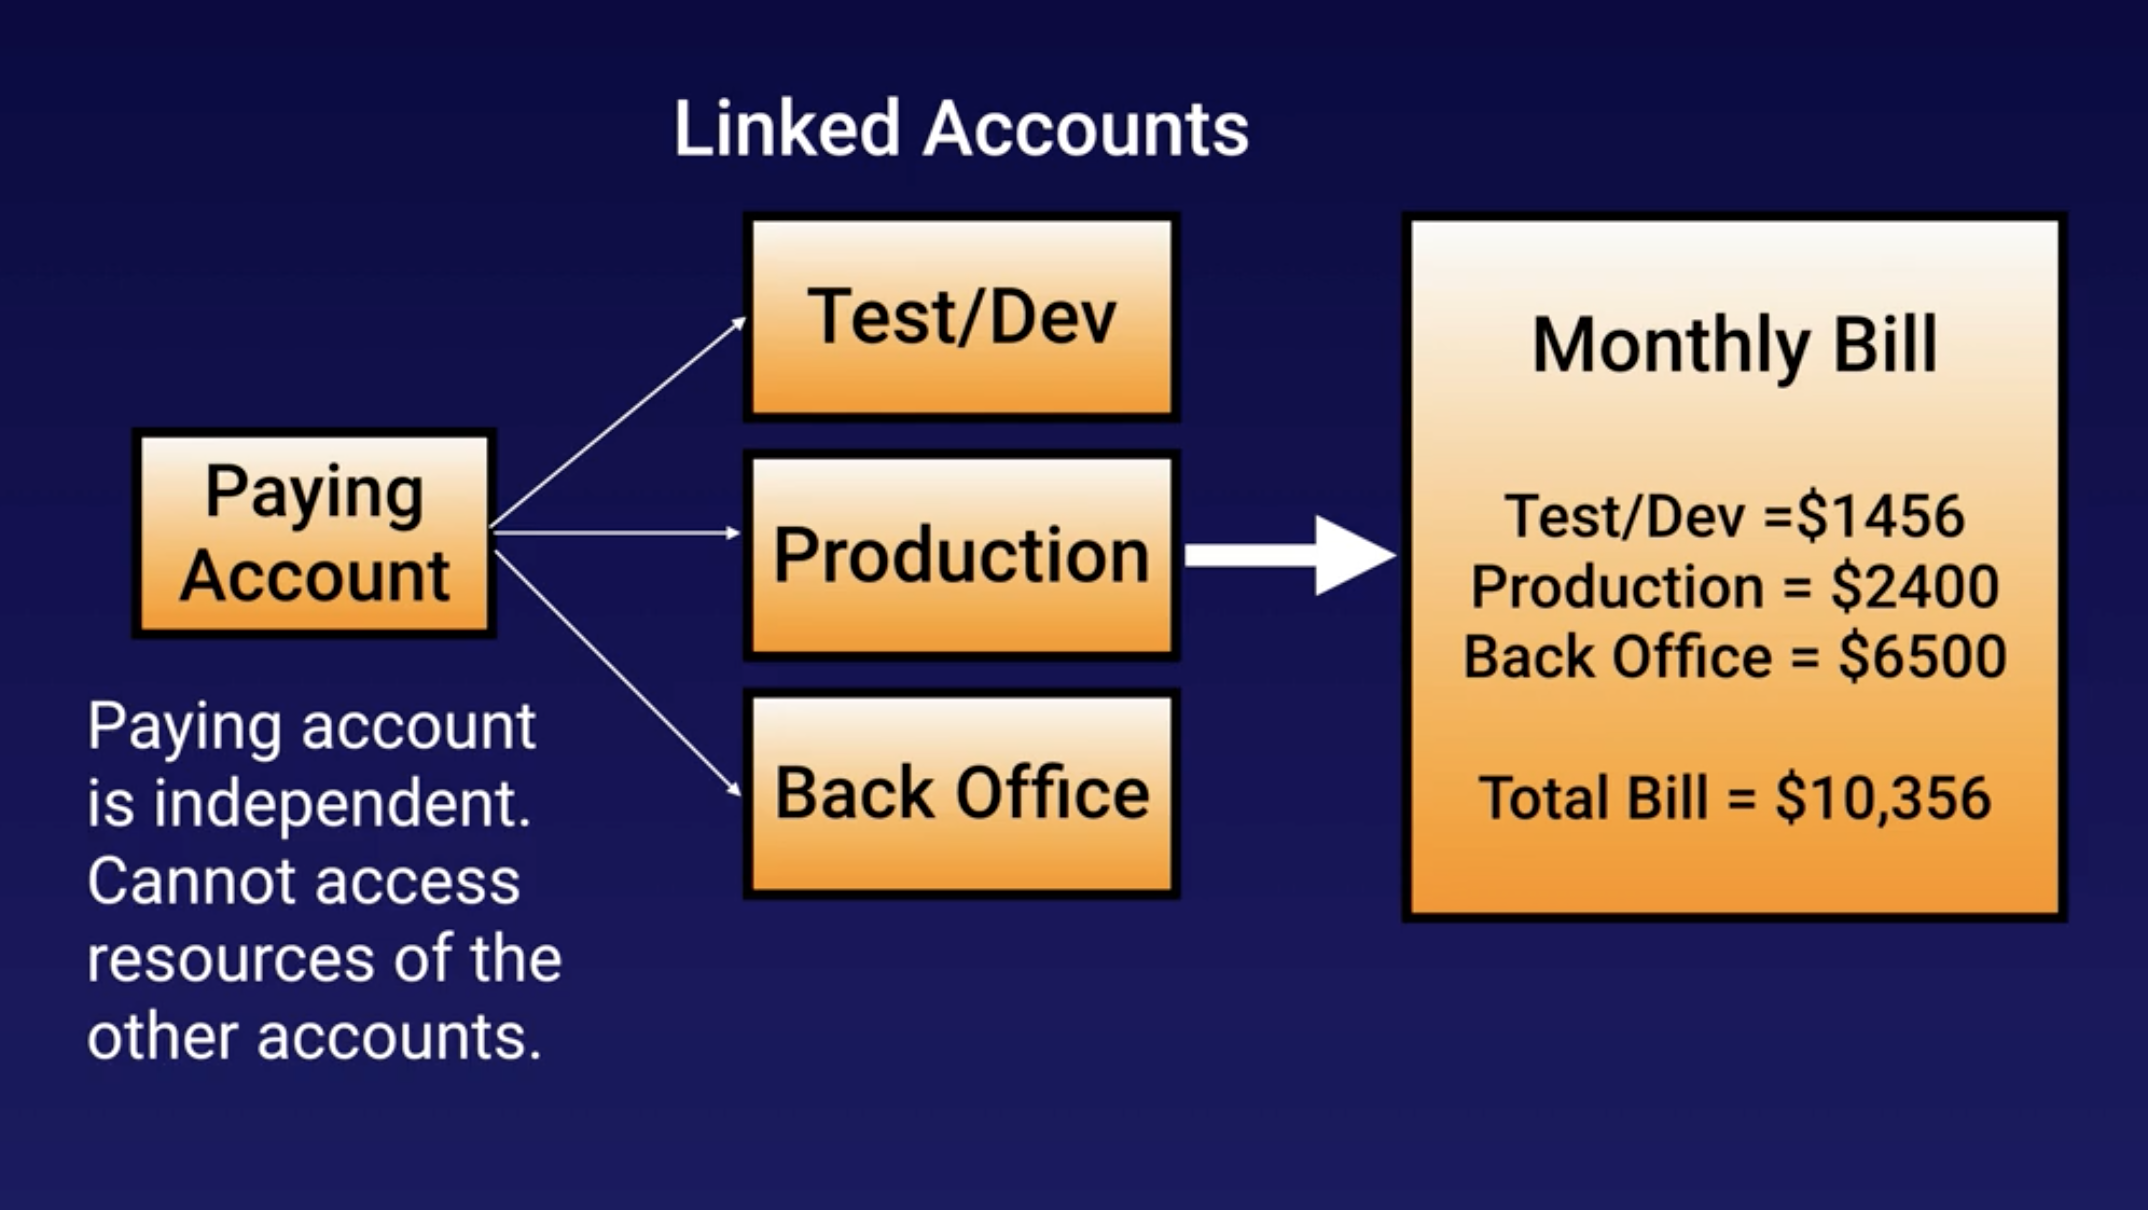 Linked Accounts
Paying
Account
Paying account
is independent.
Cannot access
resources of the
other accounts.
Test/Dev
Production
Back Office
Monthly Bill
Test/Dev =$1456
Production = $2400
Back Office = $6500
Total Bill = $10,356